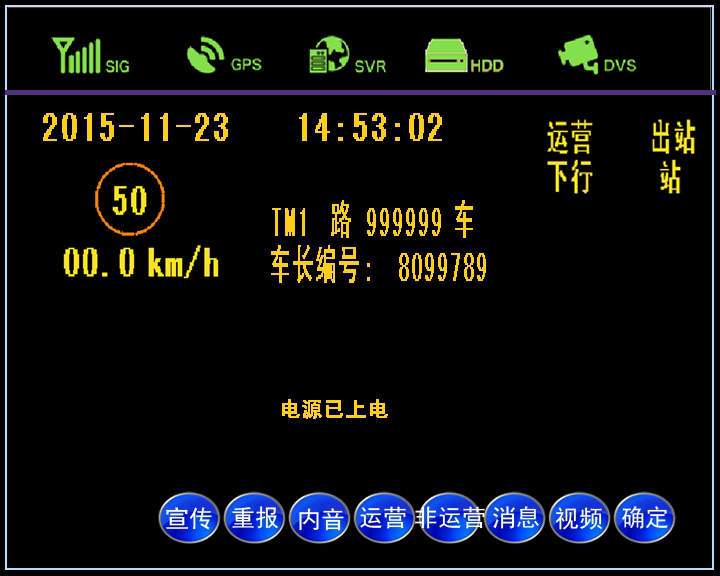 SIG GPS SVR HDD DVS
2015-11-23 14:53:02 运营 出站
下行 站
50
TM1 路 999999 车
00.0 km/h 车长编号: 8099789
电源已上电
宣传 重报 内音 运营 非运营 消息 视频 确定